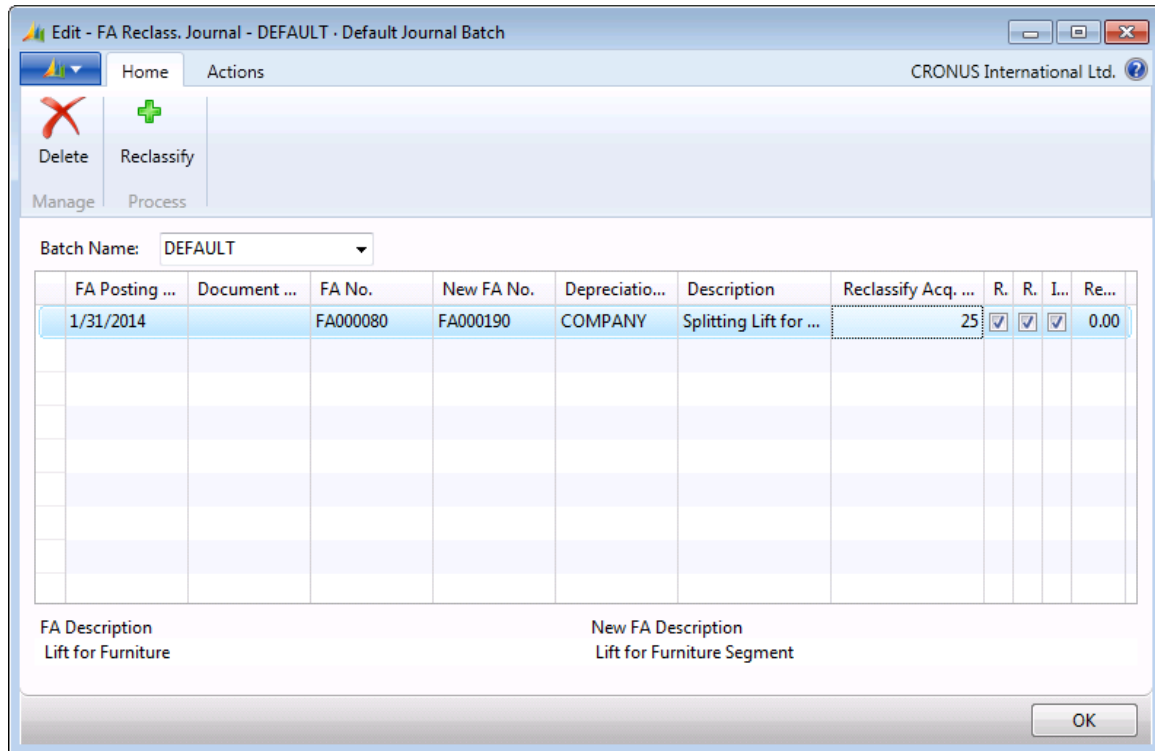 Edit - FA Reclass. Journal - DEFAULT · Default Journal Batch
Home Actions CRONUS International Ltd.
Delete Reclassify
Manage Process
Batch Name: DEFAULT
FA Posting ... Document ... FA No. New FA No. Depreciatio... Description Reclassify Acq. ... R. R. I... Re...
1/31/2014 FA000080 FA000190 COMPANY Splitting Lift for ... 25 0.00
FA Description New FA Description
Lift for Furniture Lift for Furniture Segment
OK